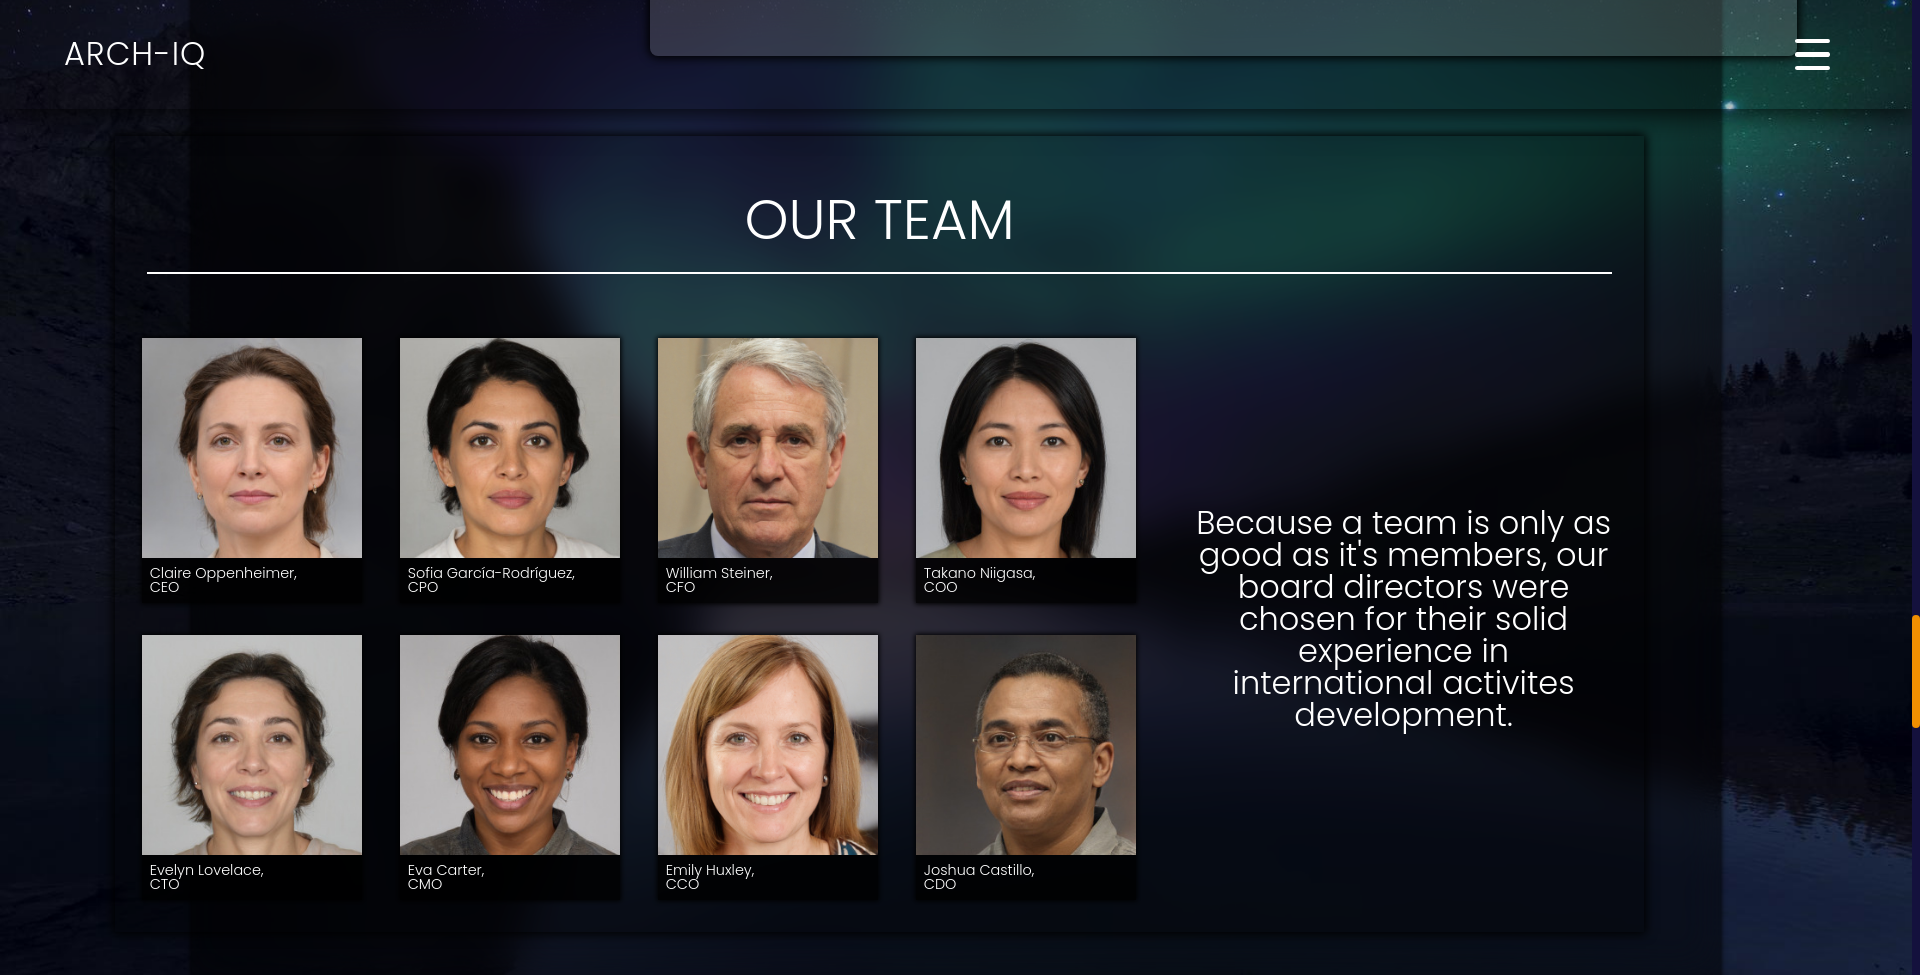 ARCH-IQ
OUR TEAM
Claire Oppenheimer,
CEO
Sofia García-Rodríguez,
CPO
William Steiner,
CFO
Takano Niigasa,
COO
Evelyn Lovelace,
CTO
Eva Carter,
CMO
Emily Huxley,
CCO
Joshua Castillo,
CDO
Because a team is only as
good as it's members, our
board directors were
chosen for their solid
experience in
international activites
development.